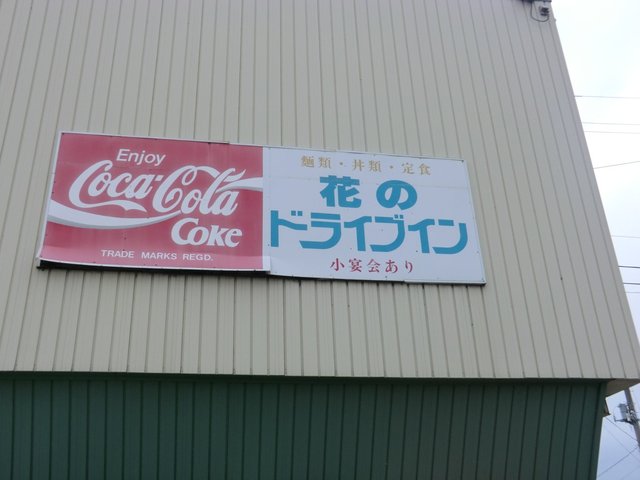 Enjoy
Coca-Cola
Coke
TRADE MARKS REGD.
麺類・丼類・定食
花の
ドライブイン
小宴会あり